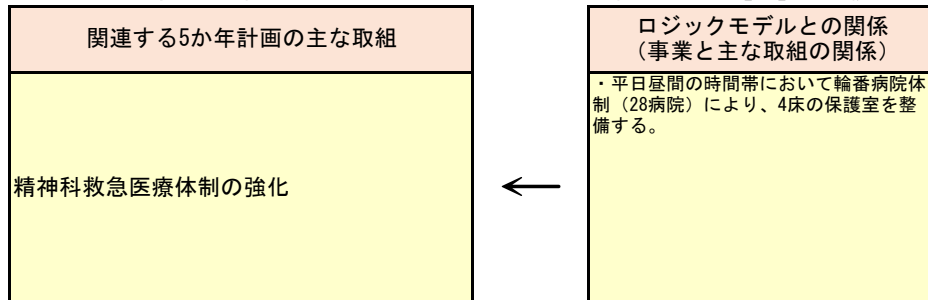 関連する5か年計画の主な取組
精神科救急医療体制の強化
←
ロジックモデルとの関係
（事業と主な取組の関係）
・平日昼間の時間帯において輪番病院体
制（28病院）により、4床の保護室を整
備する。